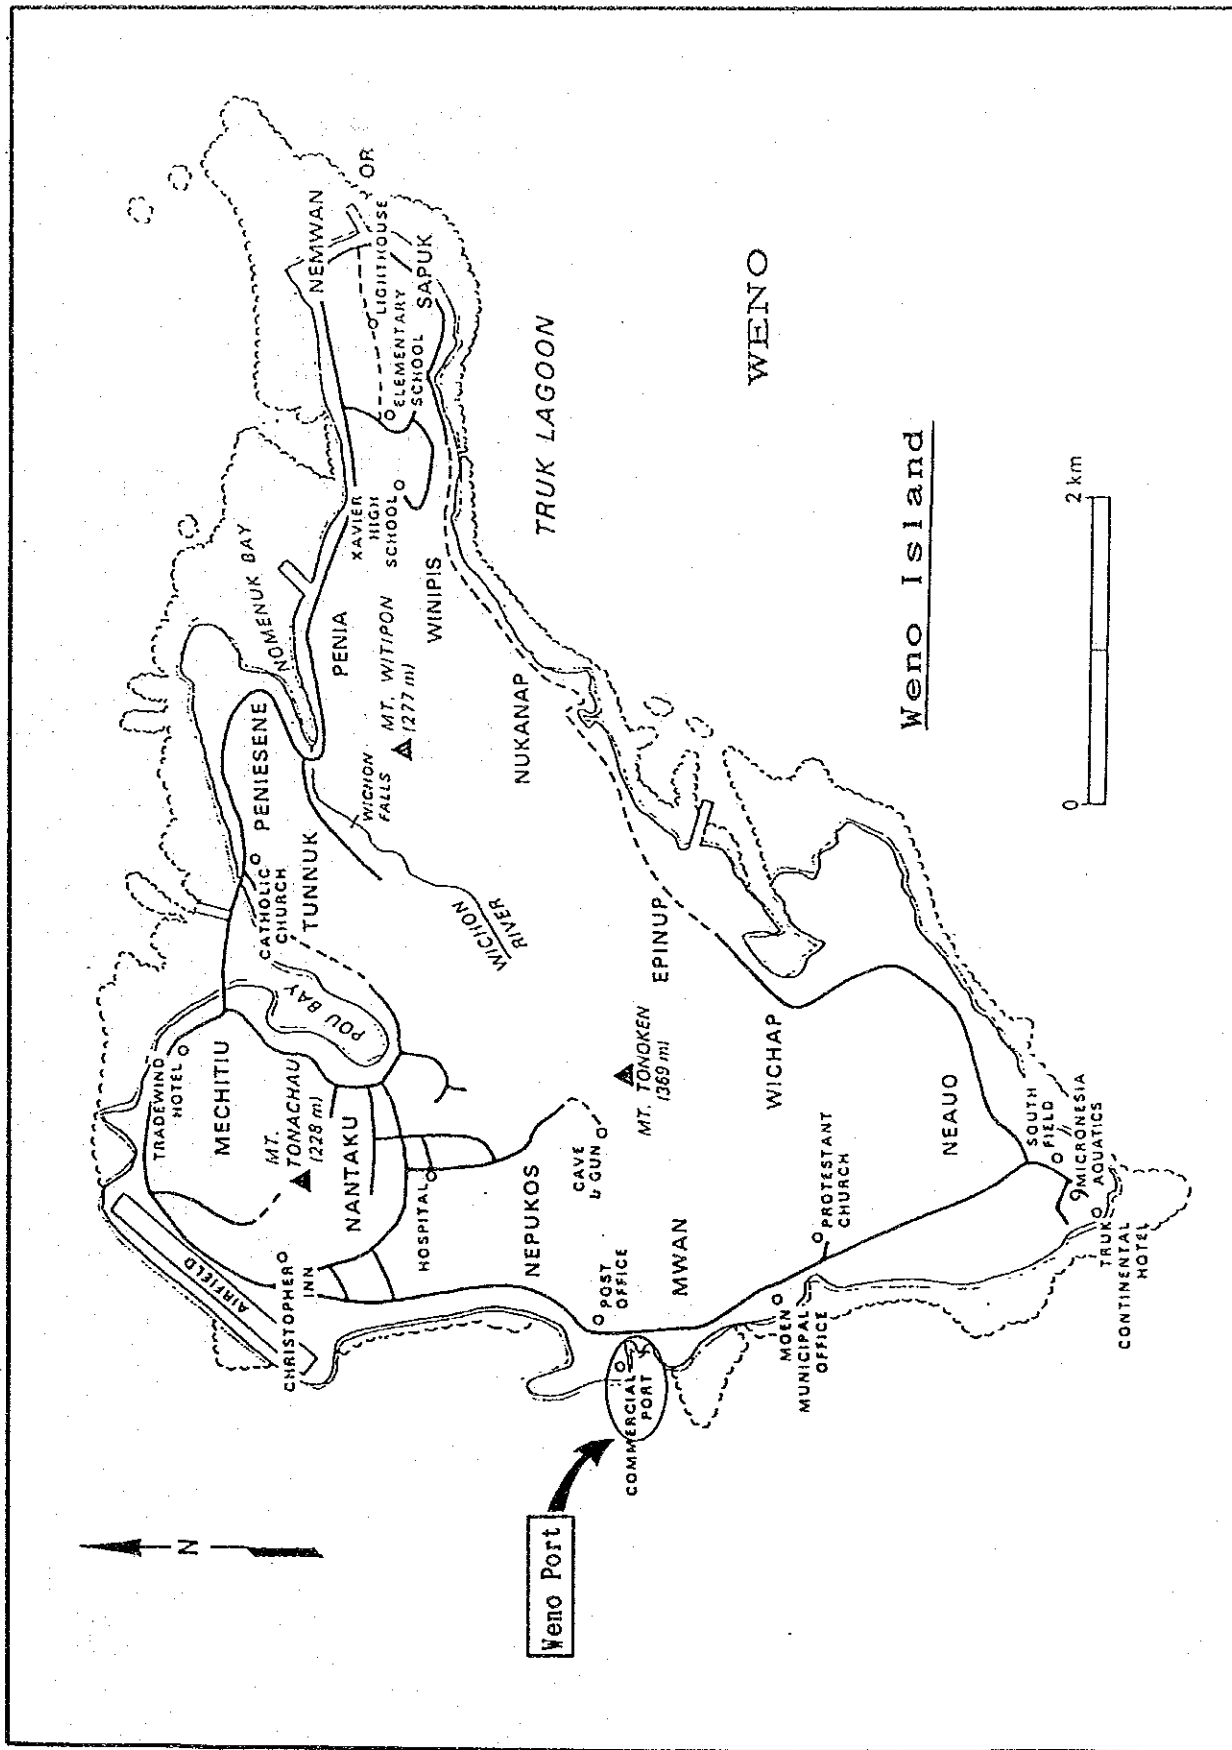 N
Weno Port
AIRFIELD
CHRISTOPHER
INN
TRADEWIND
HOTEL
MECHITIU
MT.
TONACHAU
(228 m)
NANTAKU
HOSPITAL
POU BAY
CATHOLIC
CHURCH
PENIESENE
TUNNUK
NOMENUK BAY
PENIA
WICHON
FALLS
MT. WITIPON
(277 m)
WICHON
RIVER
XAVIER
HIGH
SCHOOL
WINIPIS
NEMWAN
OR
LIGHTHOUSE
ELEMENTARY
SCHOOL
SAPUK
NEPUKOS
CAVE
& GUN
POST
OFFICE
COMMERCIAL
PORT
MWAN
MT. TONOKEN
(369 m)
EPINUP
NUKANAP
TRUK LAGOON
WICHAP
PROTESTANT
CHURCH
MOEN
MUNICIPAL
OFFICE
NEAUO
SOUTH
FIELD
MICRONESIA
AQUATICS
TRUK
CONTINENTAL
HOTEL
WENO
Weno Island
0
2 km